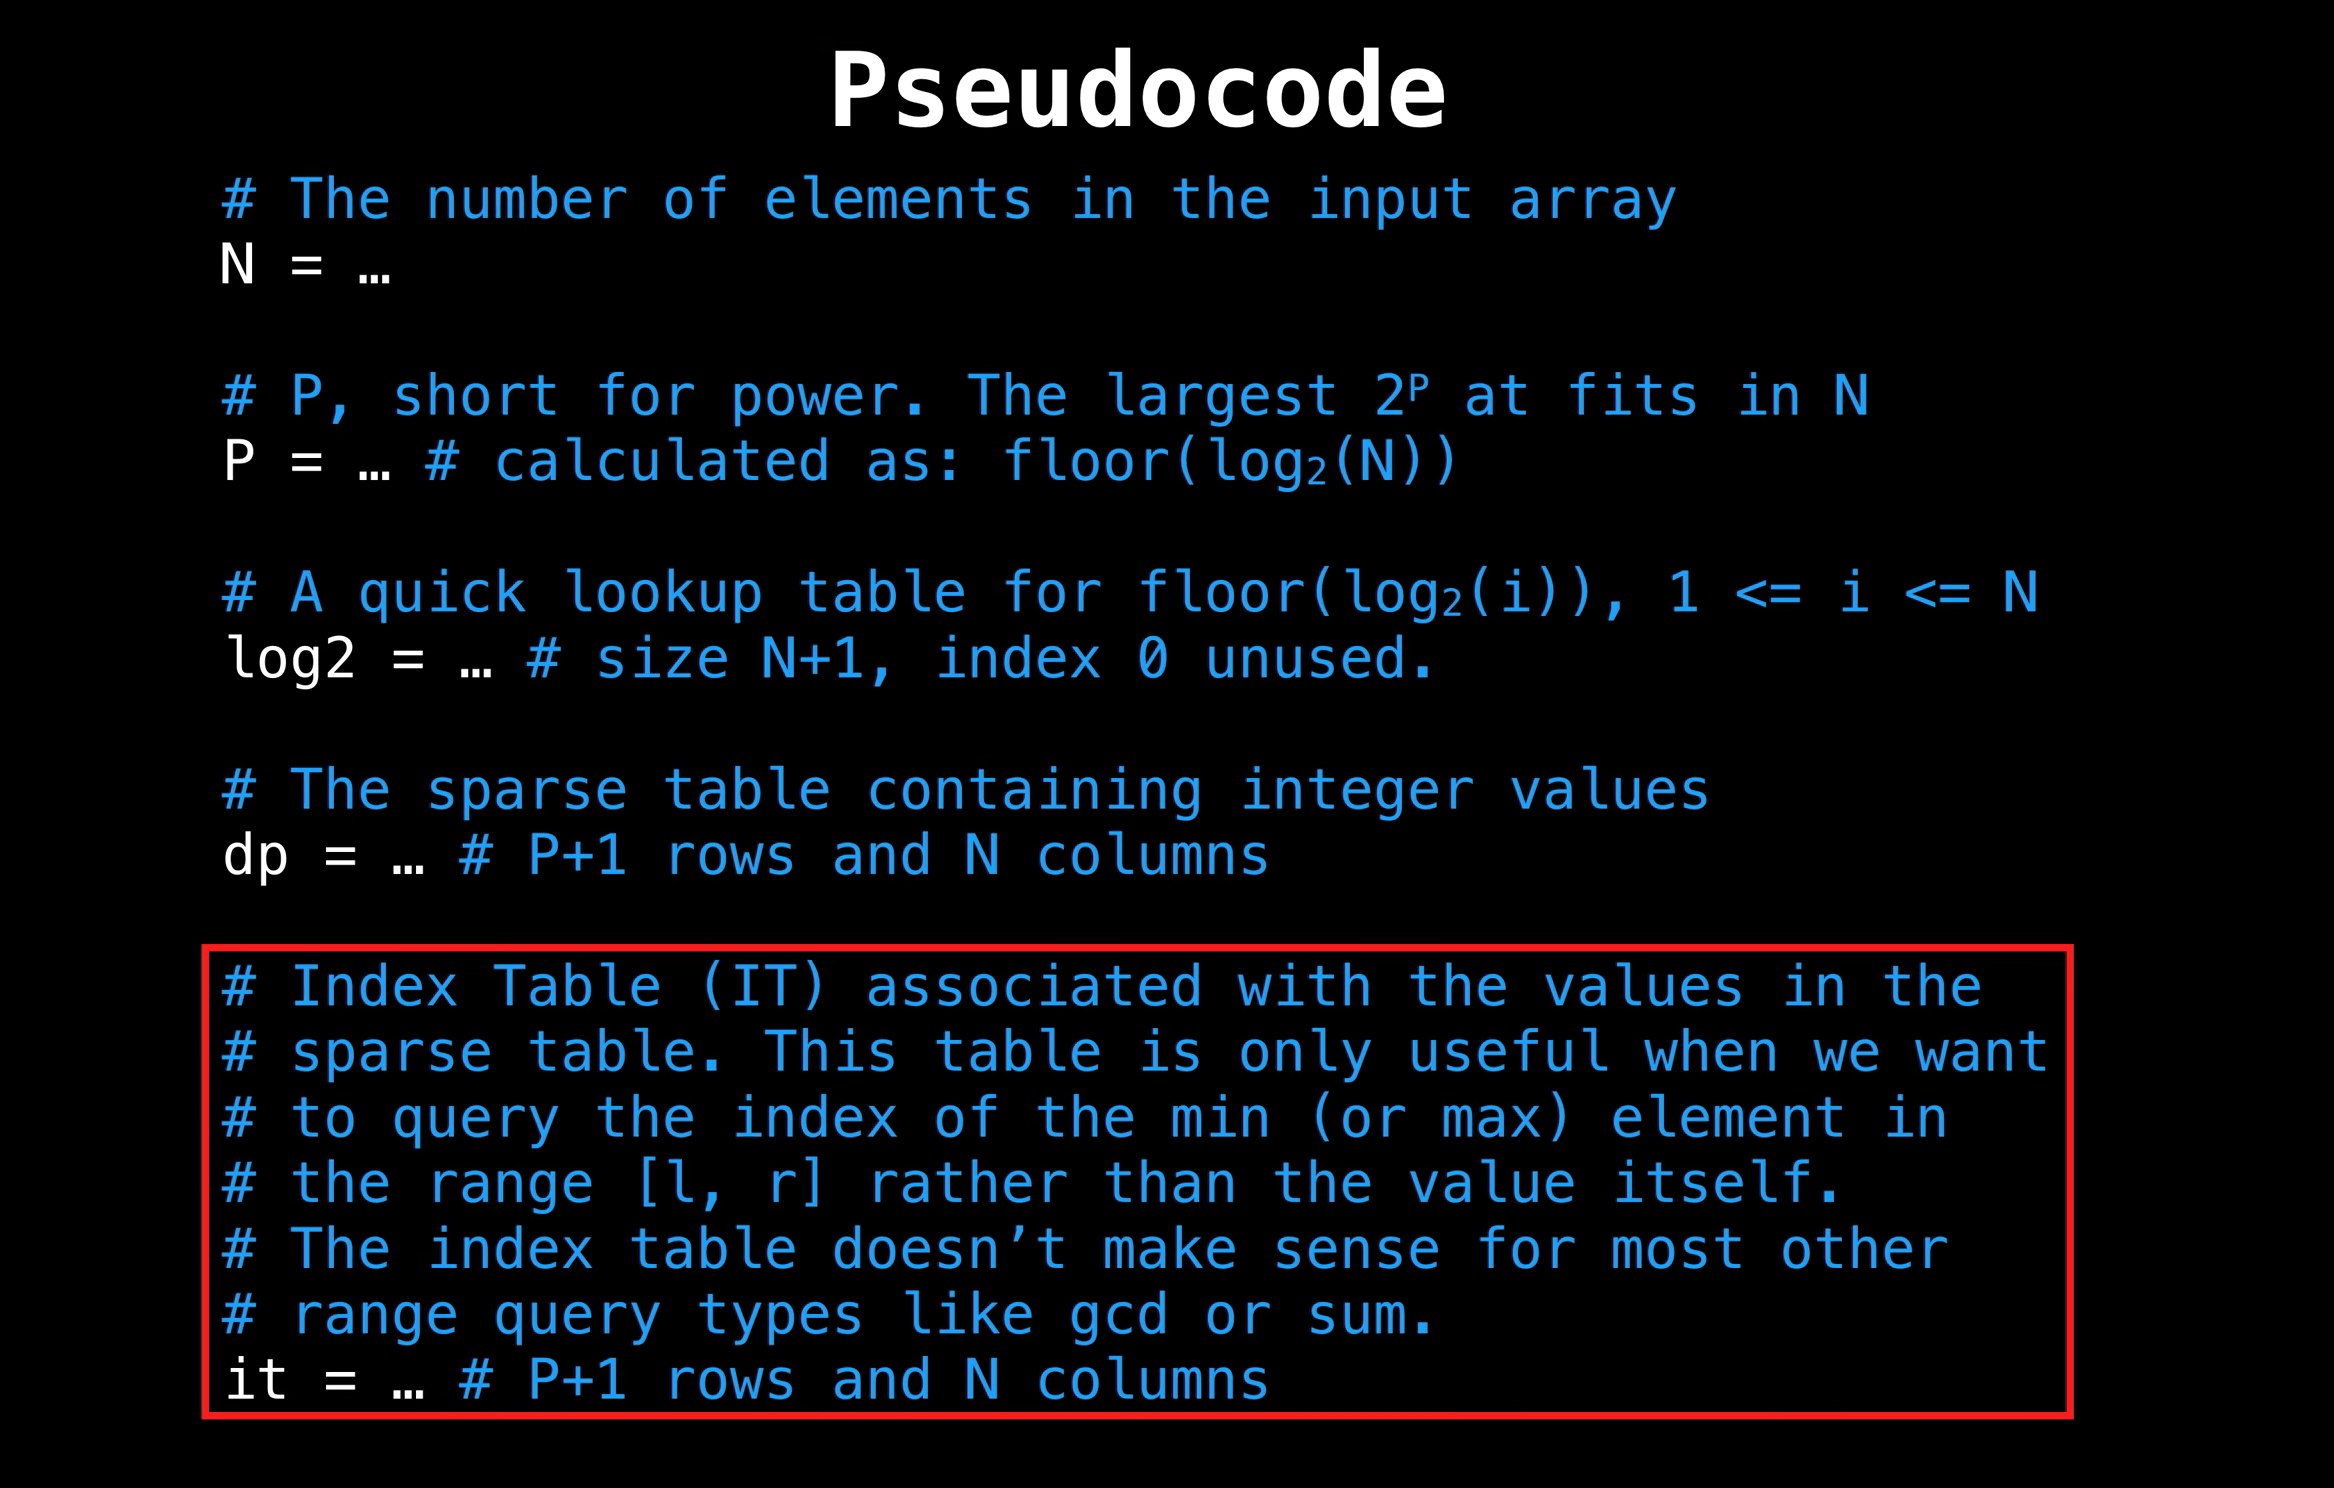 Pseudocode
# The number of elements in the input array
N = …
# P, short for power. The largest 2ᴾ at fits in N
P = … # calculated as: floor(log₂(N))
# A quick lookup table for floor(log₂(i)), 1 <= i <= N
log2 = … # size N+1, index 0 unused.
# The sparse table containing integer values
dp = … # P+1 rows and N columns
# Index Table (IT) associated with the values in the
# sparse table. This table is only useful when we want
# to query the index of the min (or max) element in
# the range [l, r] rather than the value itself.
# The index table doesn’t make sense for most other
# range query types like gcd or sum.
it = … # P+1 rows and N columns